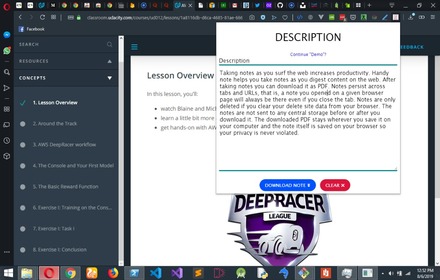 classroom.udacity.com/courses/ud012/lessons/
Facebook
SEARCH
RESOURCES
CONCEPTS
1. Lesson Overview
2. Around the Track
3. AWS DeepRacer workflow
4. The Console and Your First Model
5. The Basic Reward Function
6. Exercise I: Training on the Cons...
7. Exercise I: Task I
8. Exercise I: Conclusion
Lesson Overview
In this lesson, you'll:
watch Blaine and Mic
learn a little bit more
get hands-on with AW
FEEDBACK
DESCRIPTION
Continue "Demo"?
Description
Taking notes as you surf the web increases productivity. Handy
note helps you take notes as you digest content on the web. After
taking notes you can download it as PDF. Notes persist across
tabs and URLs, that is, a note you opened on a given browser
page will always be there even if you close the tab. Notes are only
deleted if you clear your delete site data from your browser. The
notes are not sent to any central storage before or after you
download it. The downloaded PDF stays wherever you save it on
your computer and the note itself is saved on your browser so
your privacy is never violated.
DOWNLOAD NOTE
CLEAR
DEEPRACER
LEAGUE
12:12 PM
8/6/2019